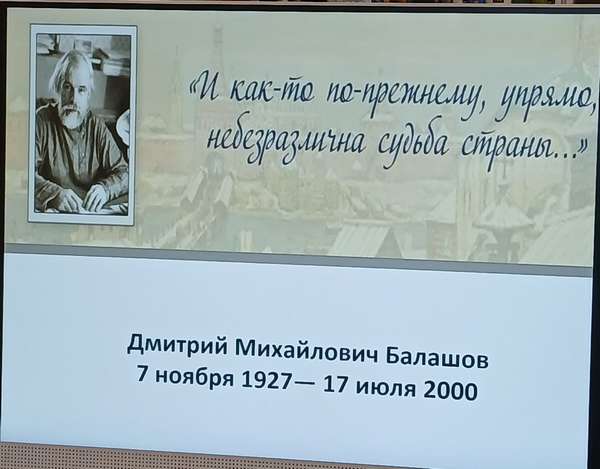 «И как-то по-прежнему, упрямо,
небезразлична судьба страны...»
Дмитрий Михайлович Балашов
7 ноября 1927— 17 июля 2000